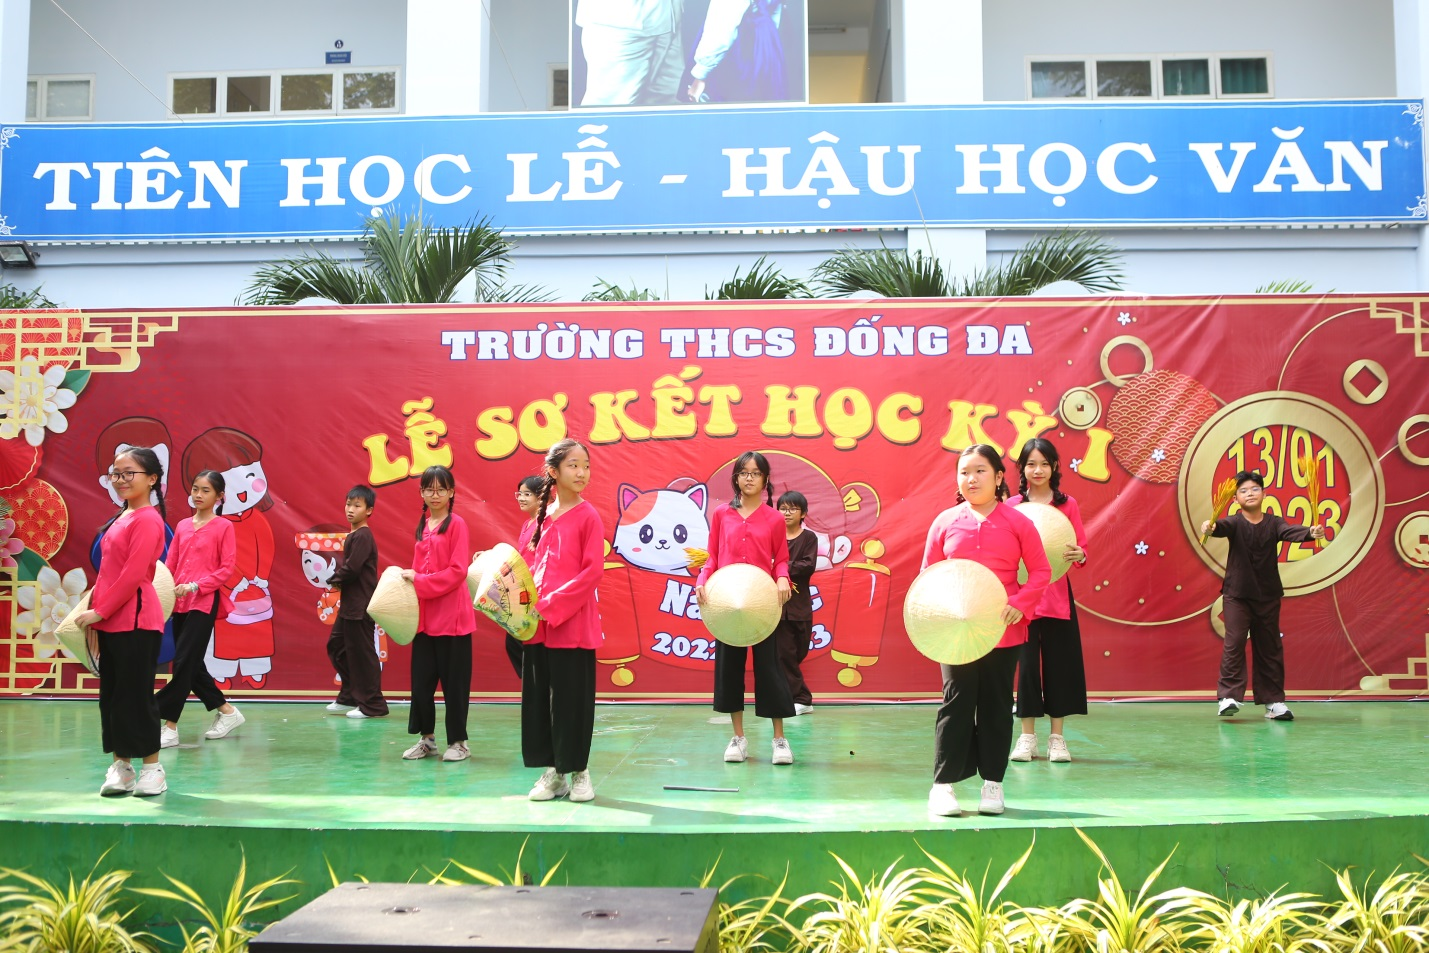 TIÊN HỌC LỄ - HẬU HỌC VĂN
TRƯỜNG THCS ĐỐNG ĐA
LỄ SƠ KẾT HỌC KỲ I
13/01